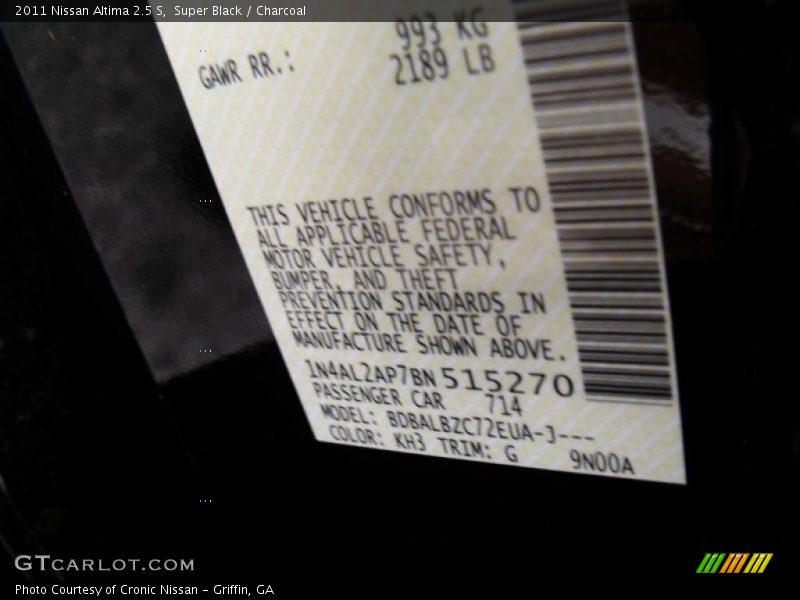 2011 Nissan Altima 2.5 S, Super Black / Charcoal
993 KG
GAWR RR.: 2189 LB
THIS VEHICLE CONFORMS TO
ALL APPLICABLE FEDERAL
MOTOR VEHICLE SAFETY,
BUMPER, AND THEFT
PREVENTION STANDARDS IN
EFFECT ON THE DATE OF
MANUFACTURE SHOWN ABOVE.
1N4AL2AP7BN515270
PASSENGER CAR 714
MODEL: BDBALBZC72EUA-J---
COLOR: KH3 TRIM: G 9N00A
GTCARLOT.COM
Photo Courtesy of Cronic Nissan - Griffin, GA